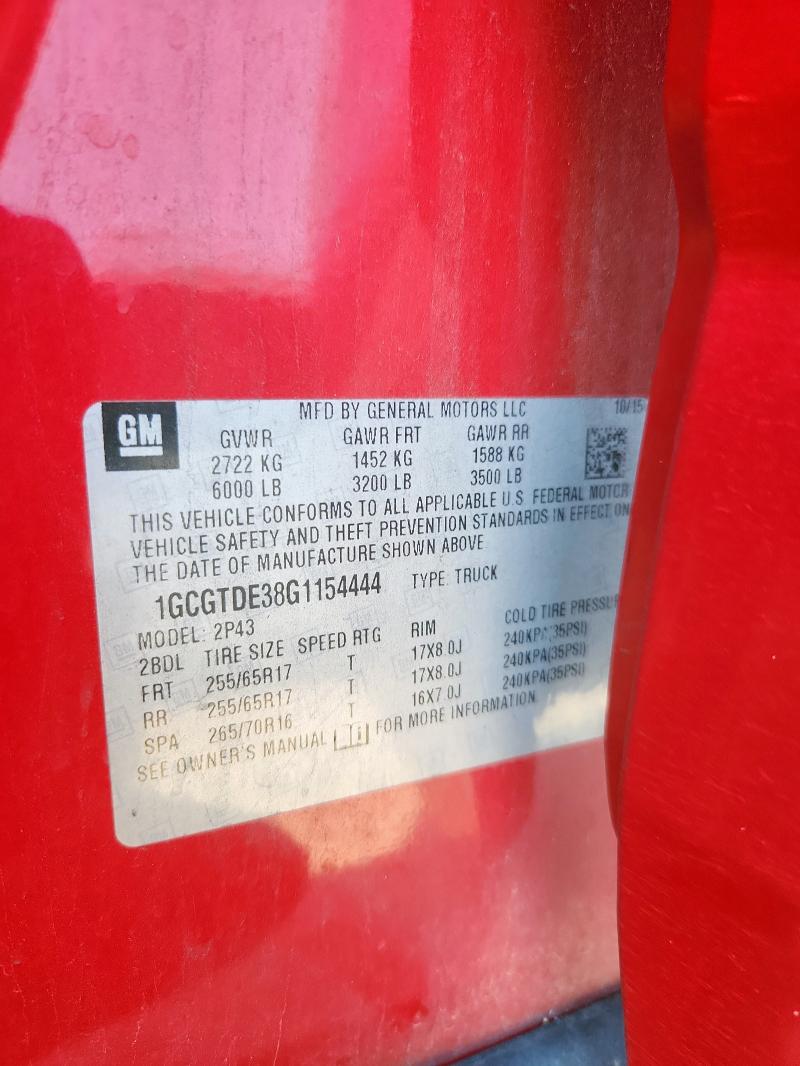 GM
MFD BY GENERAL MOTORS LLC 10/15
GVWR GAWR FRT GAWR RR
2722 KG 1452 KG 1588 KG
6000 LB 3200 LB 3500 LB
THIS VEHICLE CONFORMS TO ALL APPLICABLE U.S. FEDERAL MOTOR
VEHICLE SAFETY AND THEFT PREVENTION STANDARDS IN EFFECT ON
THE DATE OF MANUFACTURE SHOWN ABOVE
1GCGTDE38G1154444 TYPE: TRUCK
MODEL: 2P43
2BDL TIRE SIZE SPEED RTG RIM COLD TIRE PRESSUR
FRT 255/65R17 T 17X8.0J 240KPA(35PSI)
RR 255/65R17 T 17X8.0J 240KPA(35PSI)
SPA 265/70R16 T 16X7.0J 240KPA(35PSI)
SEE OWNER'S MANUAL FOR MORE INFORMATION